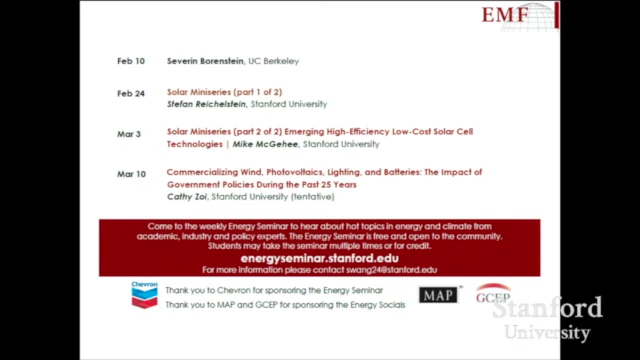 EMF
Feb 10 Severin Borenstein, UC Berkeley
Feb 24 Solar Miniseries (part 1 of 2)
Stefan Reichelstein, Stanford University
Mar 3 Solar Miniseries (part 2 of 2) Emerging High-Efficiency Low-Cost Solar Cell
Technologies | Mike McGehee, Stanford University
Mar 10 Commercializing Wind, Photovoltaics, Lighting, and Batteries: The Impact of
Government Policies During the Past 25 Years
Cathy Zoi, Stanford University (tentative)
Come to the weekly Energy Seminar to hear about hot topics in energy and climate from
academic, industry and policy experts. The Energy Seminar is free and open to the community.
Students may take the seminar multiple times or for credit.
energyseminar.stanford.edu
For more information please contact swang24@stanford.edu
Chevron
Thank you to Chevron for sponsoring the Energy Seminar
Thank you to MAP and GCEP for sponsoring the Energy Socials
MAP
GCEP
Stanford
University